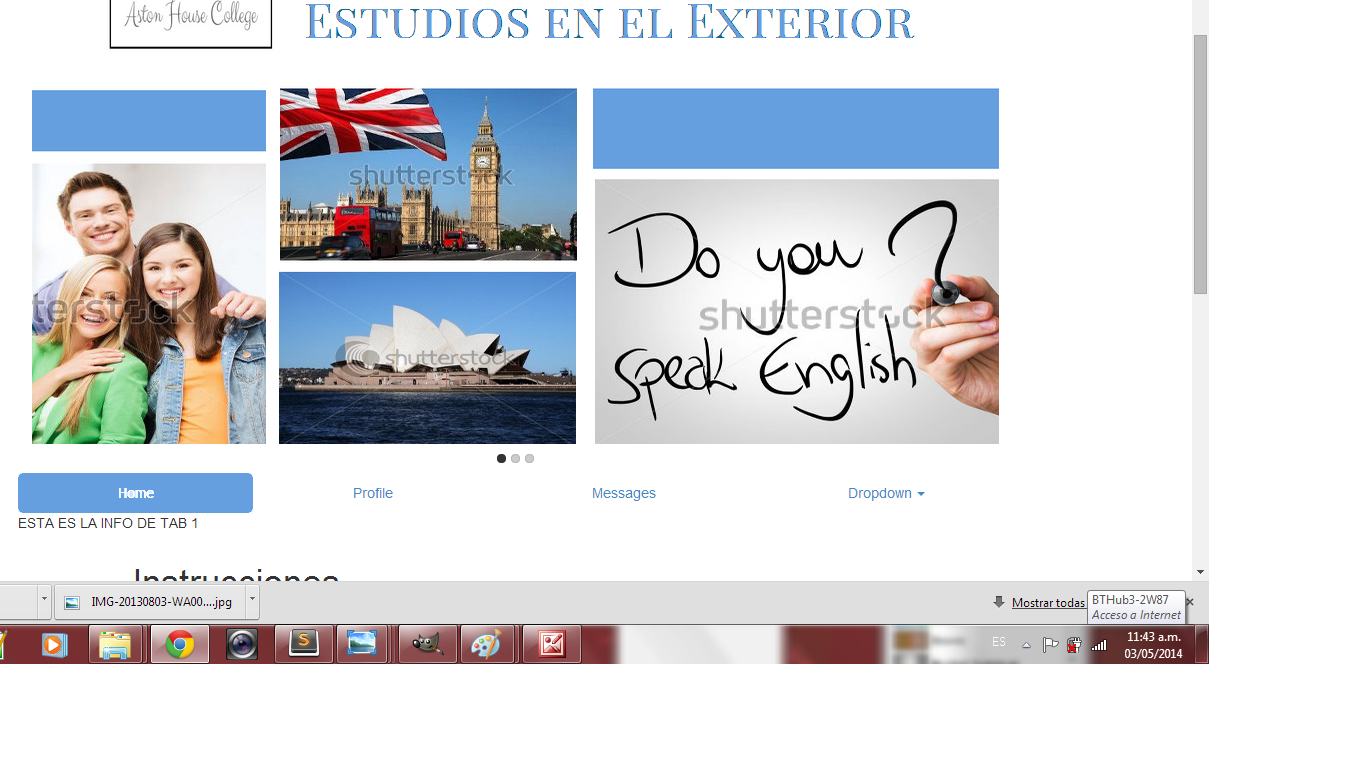 Aston House College
ESTUDIOS EN EL EXTERIOR
shutterstock
terstock
shutterstock
Do you ?
speak English
shutterstock
Home
Profile
Messages
Dropdown
ESTA ES LA INFO DE TAB 1
Instrucciones
IMG-20130803-WA00....jpg
Mostrar todas
BTHub3-2W87
Acceso a Internet
ES
11:43 a.m.
03/05/2014